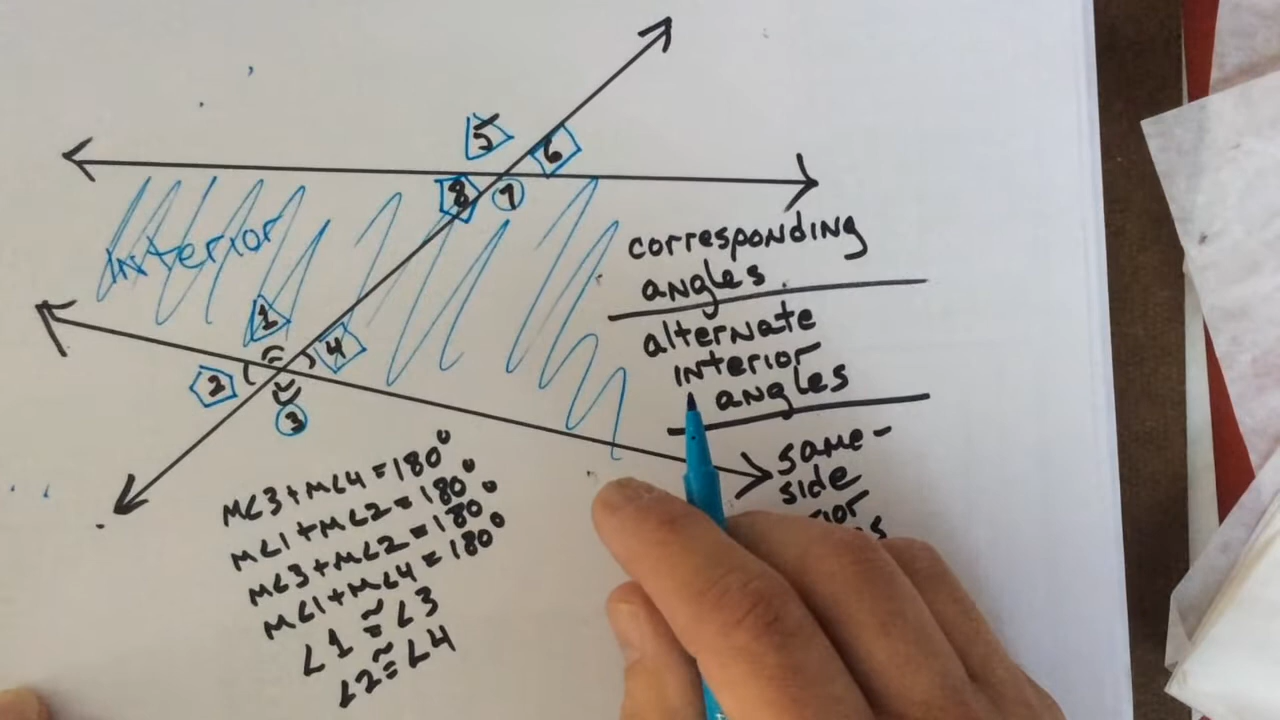 5
6
8
7
Interior
1
4
2
3
corresponding
angles
alternate
interior
angles
same-
side
m∠3+m∠4=180°
m∠1+m∠2=180°
m∠3+m∠2=180°
m∠1+m∠4=180°
∠1≅∠3
∠2≅∠4